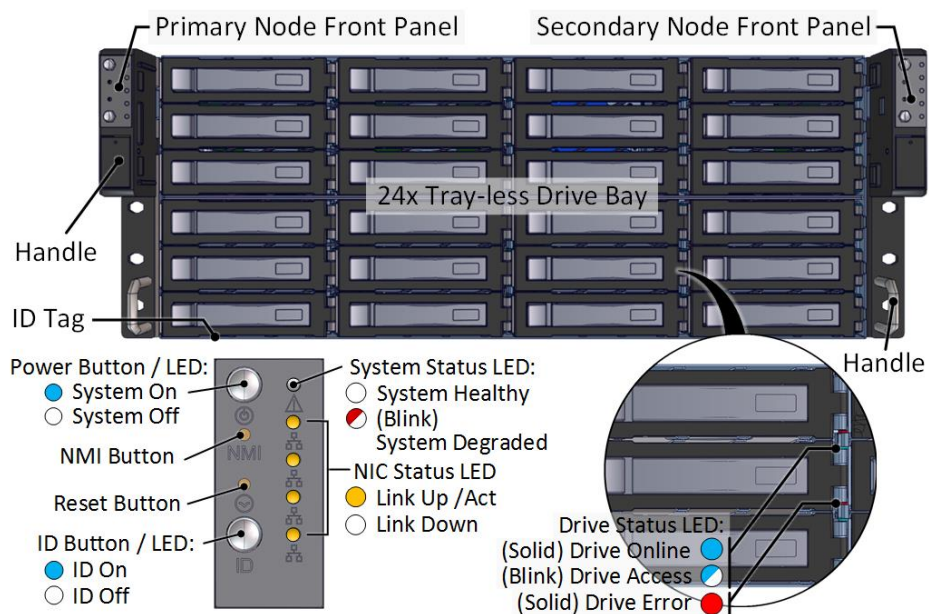 Primary Node Front Panel
Secondary Node Front Panel
24x Tray-less Drive Bay
Handle
ID Tag
Handle
Power Button / LED:
System On
System Off
NMI Button
Reset Button
ID Button / LED:
ID On
ID Off
NMI
ID
System Status LED:
System Healthy
(Blink)
System Degraded
NIC Status LED
Link Up /Act
Link Down
Drive Status LED:
(Solid) Drive Online
(Blink) Drive Access
(Solid) Drive Error